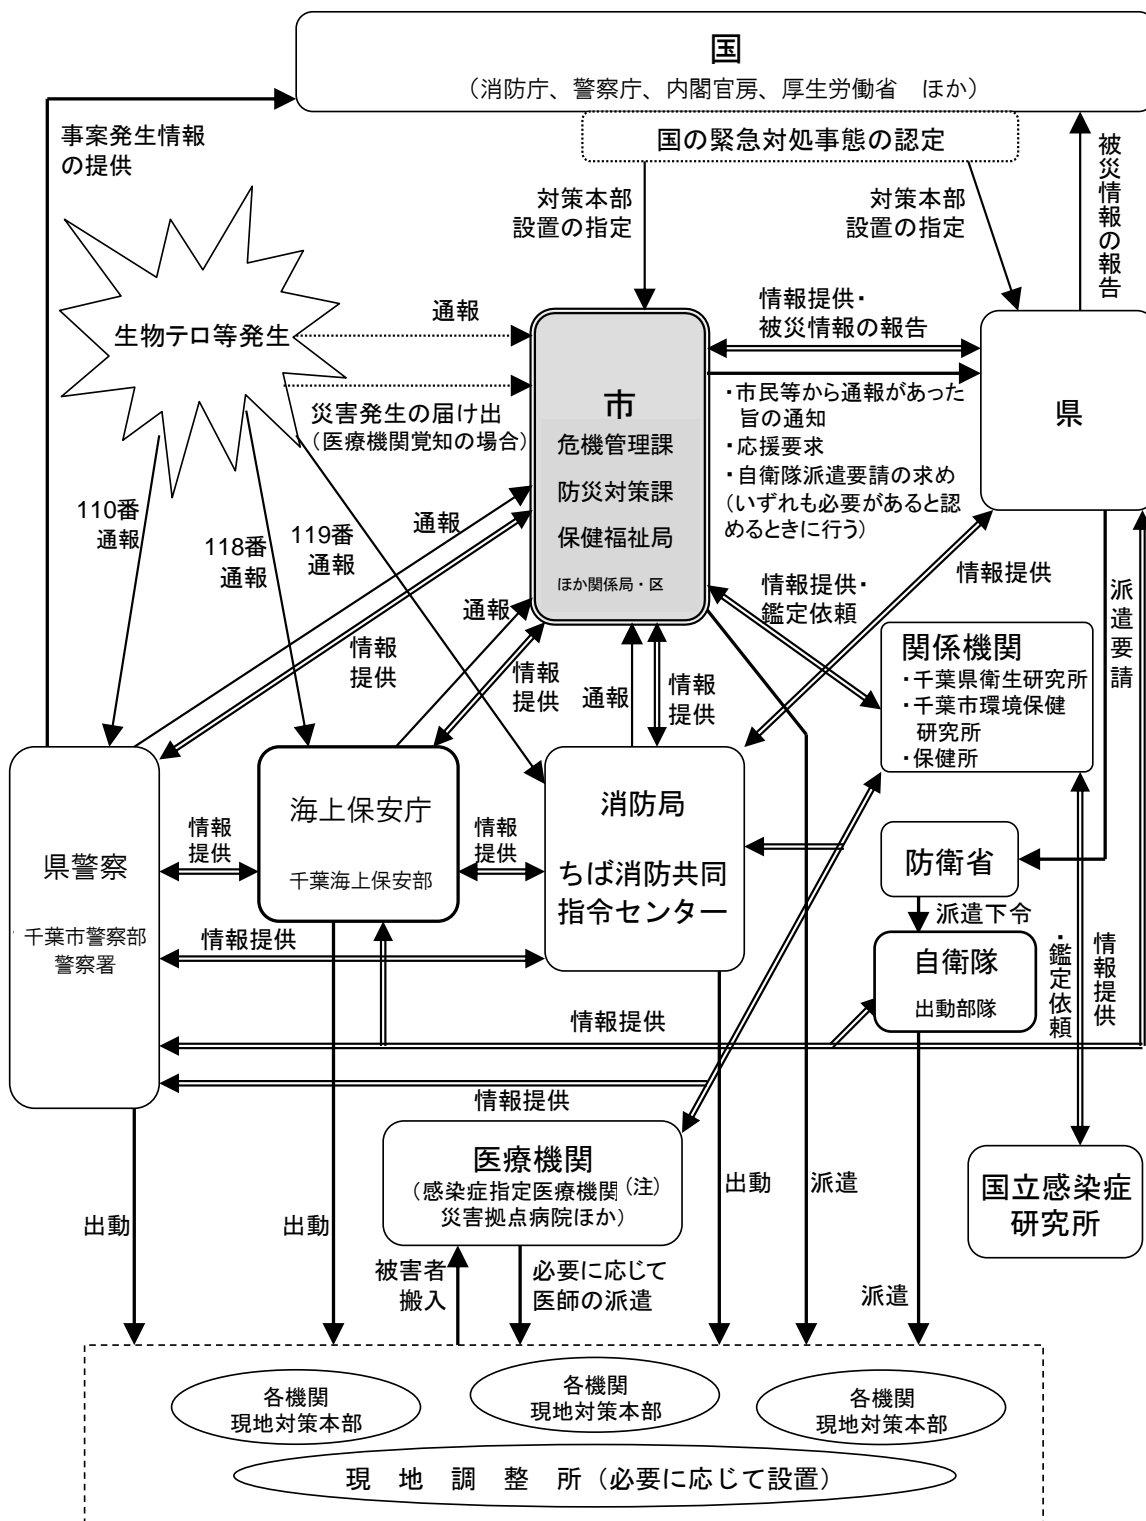 国
（消防庁、警察庁、内閣官房、厚生労働省　ほか）
国の緊急対処事態の認定
事案発生情報
の提供
対策本部
設置の指定
対策本部
設置の指定
被災情報の報告
生物テロ等発生
通報
災害発生の届け出
（医療機関覚知の場合）
市
危機管理課
防災対策課
保健福祉局
ほか関係局・区
情報提供・
被災情報の報告
・市民等から通報があった
旨の通知
・応援要求
・自衛隊派遣要請の求め
（いずれも必要があると認
めるときに行う）
県
110番
通報
118番
通報
119番
通報
通報
情報
提供
通報
情報
提供
通報
情報
提供
情報提供・
鑑定依頼
情報提供
派遣要請
関係機関
・千葉県衛生研究所
・千葉市環境保健
研究所
・保健所
県警察
千葉市警察部
警察署
情報
提供
海上保安庁
千葉海上保安部
情報
提供
消防局
ちば消防共同
指令センター
情報提供
防衛省
派遣下令
自衛隊
出動部隊
情報提供
・鑑定依頼
情報提供
情報提供
医療機関
（感染症指定医療機関（注）
災害拠点病院ほか）
国立感染症
研究所
出動
出動
被害者
搬入
必要に応じて
医師の派遣
出動
派遣
派遣
各機関
現地対策本部
各機関
現地対策本部
各機関
現地対策本部
現　地　調　整　所（必要に応じて設置）